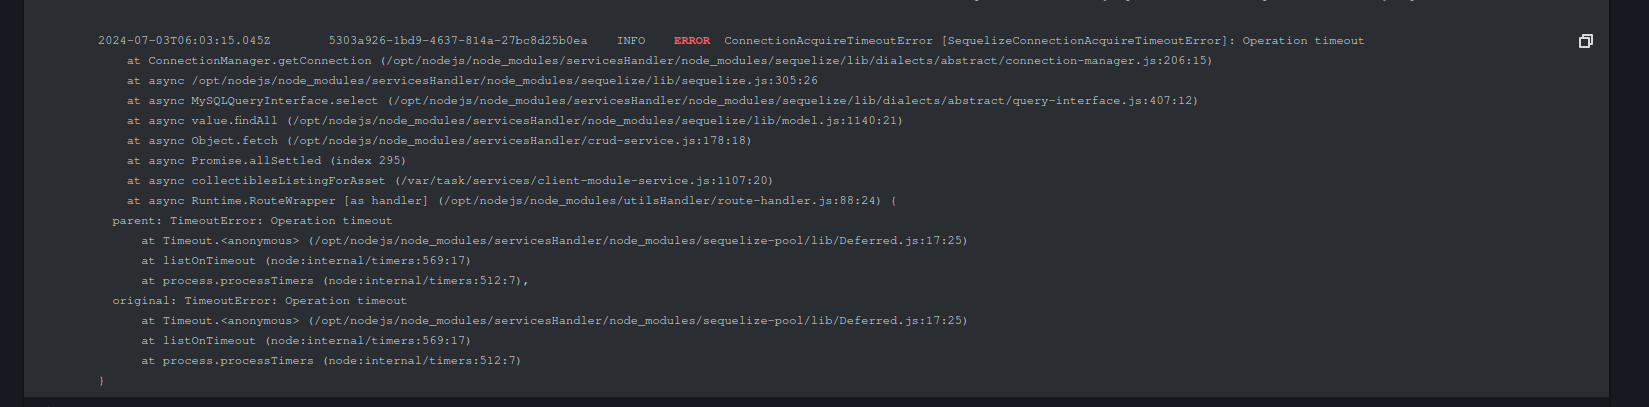 2024-07-03T06:03:15.045Z 5303a926-1bd9-4637-814a-27bc8d25b0ea INFO ERROR ConnectionAcquireTimeoutError [SequelizeConnectionAcquireTimeoutError]: Operation timeout
at ConnectionManager.getConnection (/opt/nodejs/node_modules/servicesHandler/node_modules/sequelize/lib/dialects/abstract/connection-manager.js:206:15)
at async /opt/nodejs/node_modules/servicesHandler/node_modules/sequelize/lib/sequelize.js:305:26
at async MySQLQueryInterface.select (/opt/nodejs/node_modules/servicesHandler/node_modules/sequelize/lib/dialects/abstract/query-interface.js:407:12)
at async value.findAll (/opt/nodejs/node_modules/servicesHandler/node_modules/sequelize/lib/model.js:1140:21)
at async Object.fetch (/opt/nodejs/node_modules/servicesHandler/crud-service.js:178:18)
at async Promise.allSettled (index 295)
at async collectiblesListingForAsset (/var/task/services/client-module-service.js:1107:20)
at async Runtime.RouteWrapper [as handler] (/opt/nodejs/node_modules/utilsHandler/route-handler.js:88:24) {
parent: TimeoutError: Operation timeout
at Timeout.<anonymous> (/opt/nodejs/node_modules/servicesHandler/node_modules/sequelize-pool/lib/Deferred.js:17:25)
at listOnTimeout (node:internal/timers:569:17)
at process.processTimers (node:internal/timers:512:7),
original: TimeoutError: Operation timeout
at Timeout.<anonymous> (/opt/nodejs/node_modules/servicesHandler/node_modules/sequelize-pool/lib/Deferred.js:17:25)
at listOnTimeout (node:internal/timers:569:17)
at process.processTimers (node:internal/timers:512:7)
}